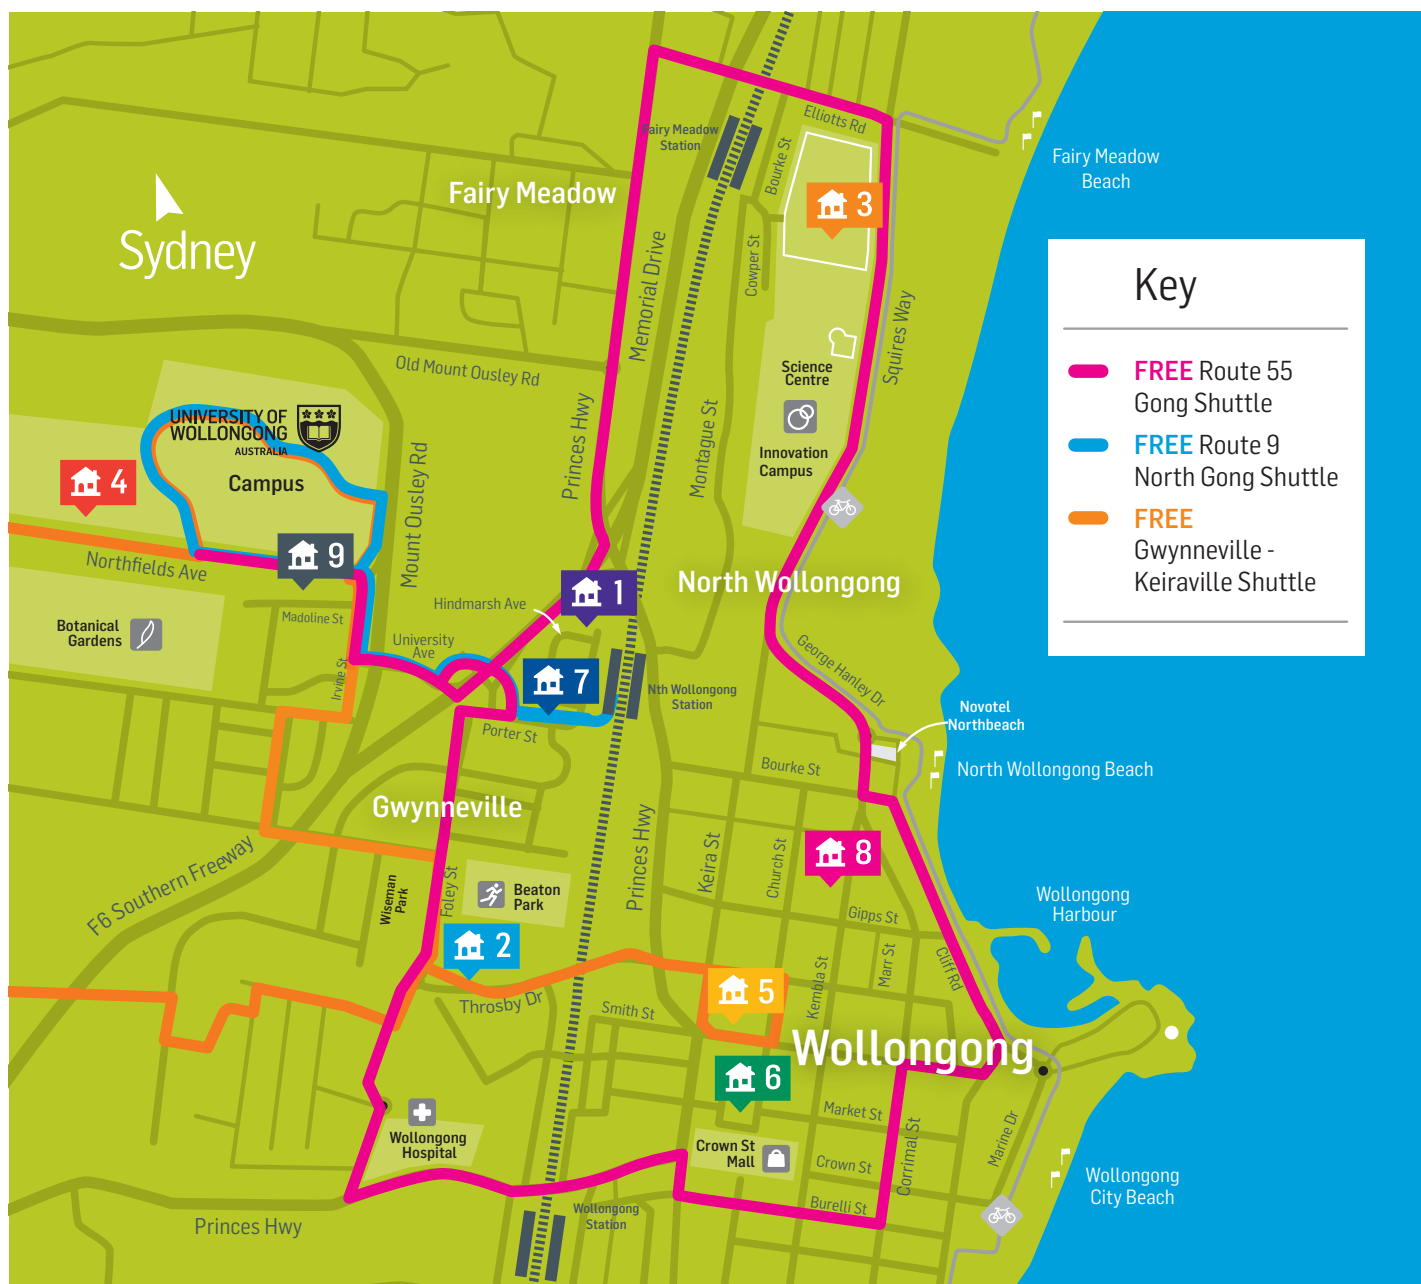 Elliotts Rd
Fairy Meadow
Station
Bourke St
Fairy Meadow
Beach
Fairy Meadow
3
Sydney
Memorial Drive
Cowper St
Squires Way
Key
FREE Route 55
Gong Shuttle
FREE Route 9
North Gong Shuttle
FREE
Gwynneville -
Keiraville Shuttle
Old Mount Ousley Rd
Science
Centre
Innovation
Campus
Princes Hwy
Montague St
UNIVERSITY OF
WOLLONGONG
AUSTRALIA
Campus
4
Mount Ousley Rd
Northfields Ave
9
1
North Wollongong
Hindmarsh Ave
Madoline St
Botanical
Gardens
University
Ave
Irvine St
7
George Hanley Dr
Nth Wollongong
Station
Novotel
Northbeach
Porter St
Bourke St
North Wollongong Beach
Gwynneville
F6 Southern Freeway
Princes Hwy
Keira St
Church St
8
Wiseman
Park
Foley St
Beaton
Park
Wollongong
Harbour
Gipps St
2
Marr St
Cliff Rd
Kembla St
5
Throsby Dr
Smith St
Wollongong
6
Market St
Corrimal St
Marine Dr
Wollongong
Hospital
Crown St
Mall
Crown St
Burelli St
Wollongong
City Beach
Princes Hwy
Wollongong
Station